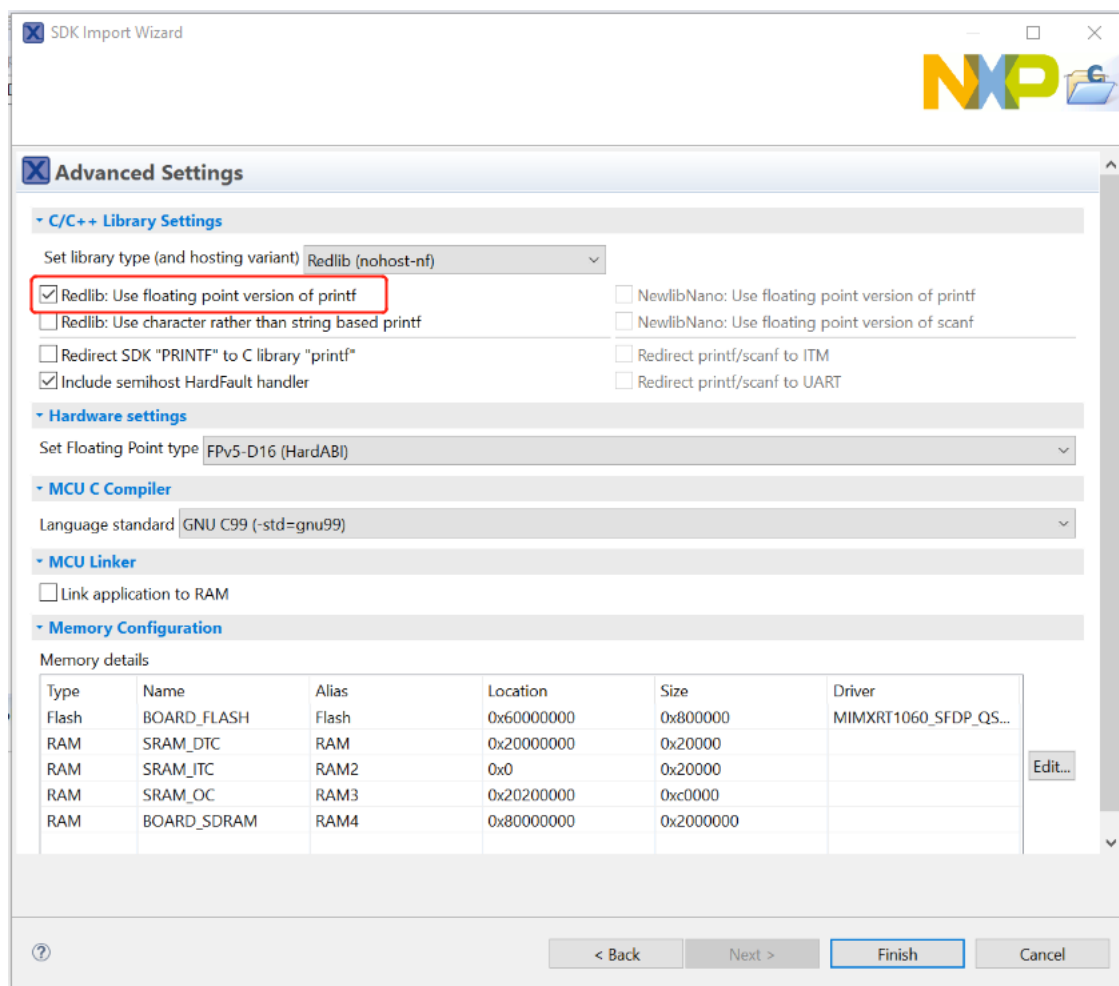 SDK Import Wizard
NXP
Advanced Settings
C/C++ Library Settings
Set library type (and hosting variant) Redlib (nohost-nf)
Redlib: Use floating point version of printf NewlibNano: Use floating point version of printf
Redlib: Use character rather than string based printf NewlibNano: Use floating point version of scanf
Redirect SDK "PRINTF" to C library "printf" Redirect printf/scanf to ITM
Include semihost HardFault handler Redirect printf/scanf to UART
Hardware settings
Set Floating Point type FPv5-D16 (HardABI)
MCU C Compiler
Language standard GNU C99 (-std=gnu99)
MCU Linker
Link application to RAM
Memory Configuration
Memory details
Type Name Alias Location Size Driver
Flash BOARD_FLASH Flash 0x60000000 0x800000 MIMXRT1060_SFDP_QS...
RAM SRAM_DTC RAM 0x20000000 0x20000
RAM SRAM_ITC RAM2 0x0 0x20000
RAM SRAM_OC RAM3 0x20200000 0xc0000
RAM BOARD_SDRAM RAM4 0x80000000 0x2000000
Edit...
< Back Next > Finish Cancel